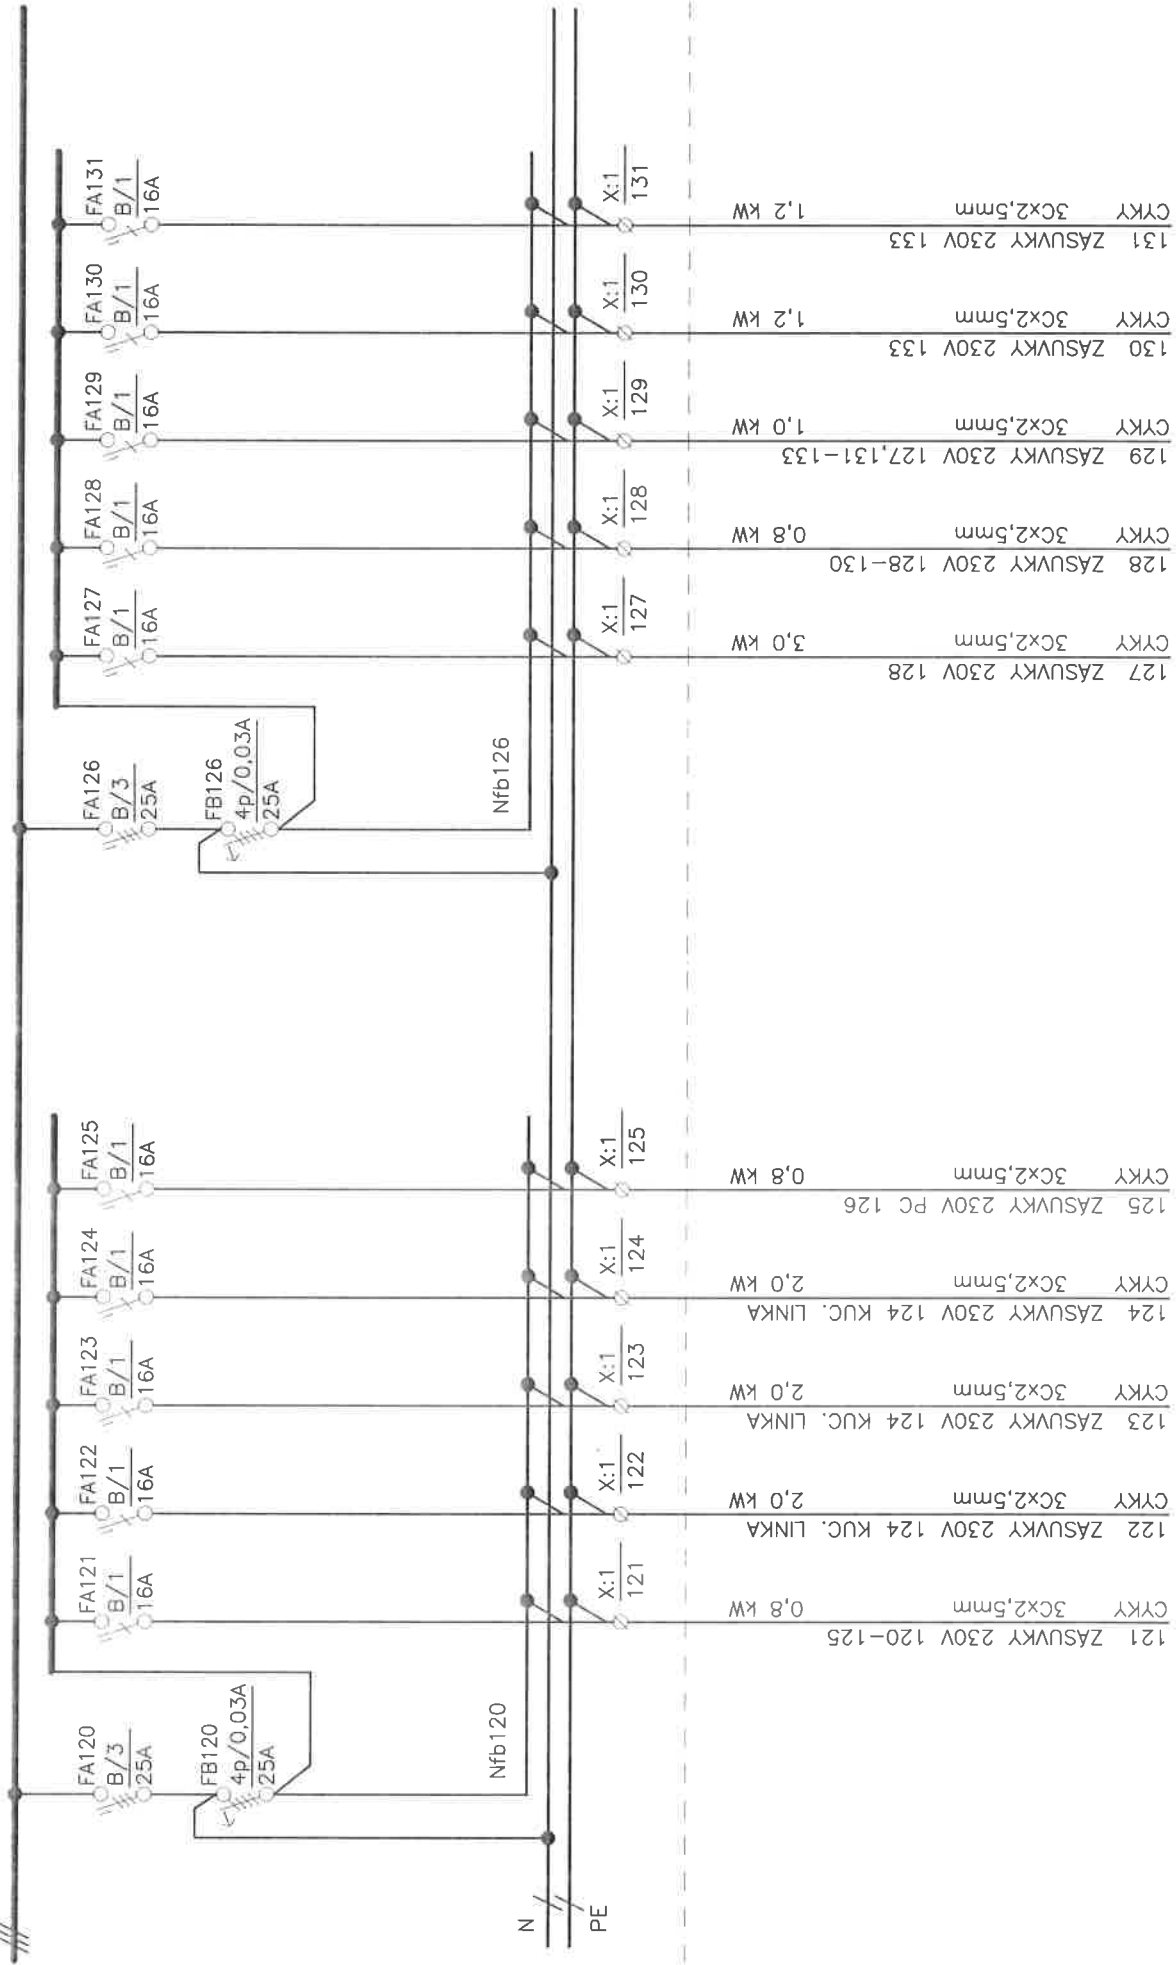 FA120
B/3
25A
FB120
4p/0,03A
25A
Nfb120
N
PE
FA121
B/1
16A
X:1
121
121 ZÁSUVKY 230V 120-125
CYKY 3Cx2,5mm 0,8 kW
FA122
B/1
16A
X:1
122
122 ZÁSUVKY 230V 124 KUC. LINKA
CYKY 3Cx2,5mm 2,0 kW
FA123
B/1
16A
X:1
123
123 ZÁSUVKY 230V 124 KUC. LINKA
CYKY 3Cx2,5mm 2,0 kW
FA124
B/1
16A
X:1
124
124 ZÁSUVKY 230V 124 KUC. LINKA
CYKY 3Cx2,5mm 2,0 kW
FA125
B/1
16A
X:1
125
125 ZÁSUVKY 230V PC 126
CYKY 3Cx2,5mm 0,8 kW
FA126
B/3
25A
FB126
4p/0,03A
25A
Nfb126
FA127
B/1
16A
X:1
127
127 ZÁSUVKY 230V 128
CYKY 3Cx2,5mm 3,0 kW
FA128
B/1
16A
X:1
128
128 ZÁSUVKY 230V 128-130
CYKY 3Cx2,5mm 0,8 kW
FA129
B/1
16A
X:1
129
129 ZÁSUVKY 230V 127,131-133
CYKY 3Cx2,5mm 1,0 kW
FA130
B/1
16A
X:1
130
130 ZÁSUVKY 230V 133
CYKY 3Cx2,5mm 1,2 kW
FA131
B/1
16A
X:1
131
131 ZÁSUVKY 230V 133
CYKY 3Cx2,5mm 1,2 kW